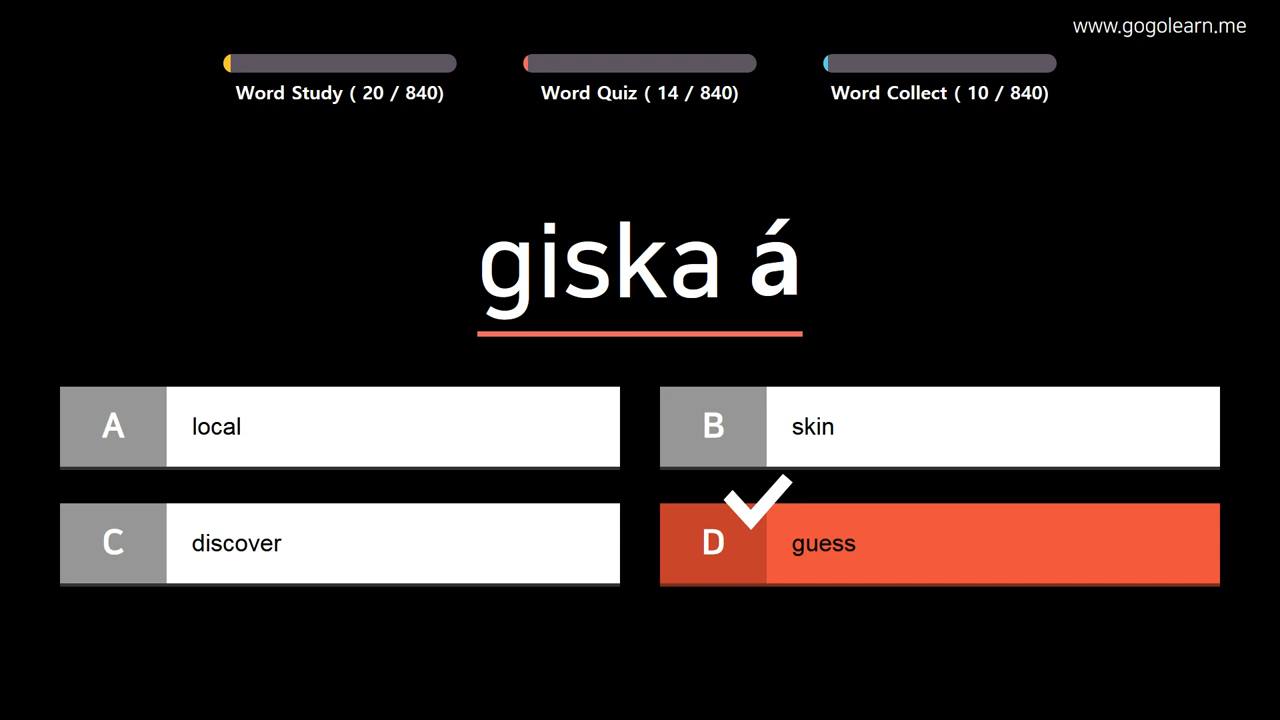 www.gogolearn.me
Word Study ( 20 / 840)
Word Quiz ( 14 / 840)
Word Collect ( 10 / 840)
giska á
A local
B skin
C discover
D guess